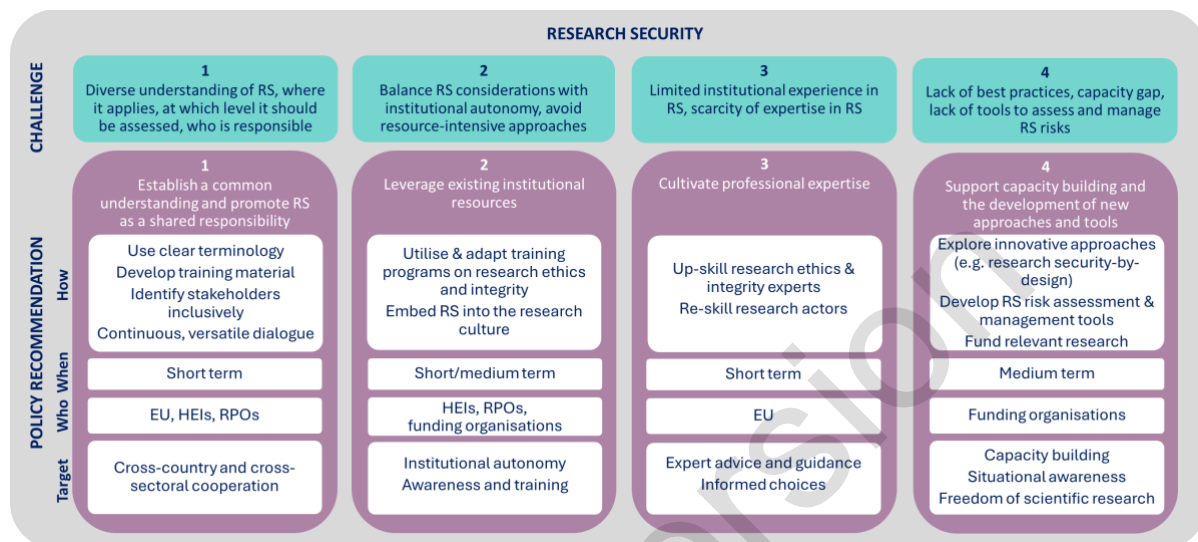 RESEARCH SECURITY
CHALLENGE
1
Diverse understanding of RS, where
it applies, at which level it should
be assessed, who is responsible
2
Balance RS considerations with
institutional autonomy, avoid
resource-intensive approaches
3
Limited institutional experience in
RS, scarcity of expertise in RS
4
Lack of best practices, capacity gap,
lack of tools to assess and manage
RS risks
POLICY RECOMMENDATION
1
Establish a common
understanding and promote RS
as a shared responsibility
2
Leverage existing institutional
resources
3
Cultivate professional expertise
4
Support capacity building and
the development of new
approaches and tools
How
Use clear terminology
Develop training material
Identify stakeholders
inclusively
Continuous, versatile dialogue
Utilise & adapt training
programs on research ethics
and integrity
Embed RS into the research
culture
Up-skill research ethics &
integrity experts
Re-skill research actors
Explore innovative approaches
(e.g. research security-by-
design)
Develop RS risk assessment &
management tools
Fund relevant research
When
Short term
Short/medium term
Short term
Medium term
Who
EU, HEIs, RPOs
HEIs, RPOs,
funding organisations
EU
Funding organisations
Target
Cross-country and cross-
sectoral cooperation
Institutional autonomy
Awareness and training
Expert advice and guidance
Informed choices
Capacity building
Situational awareness
Freedom of scientific research